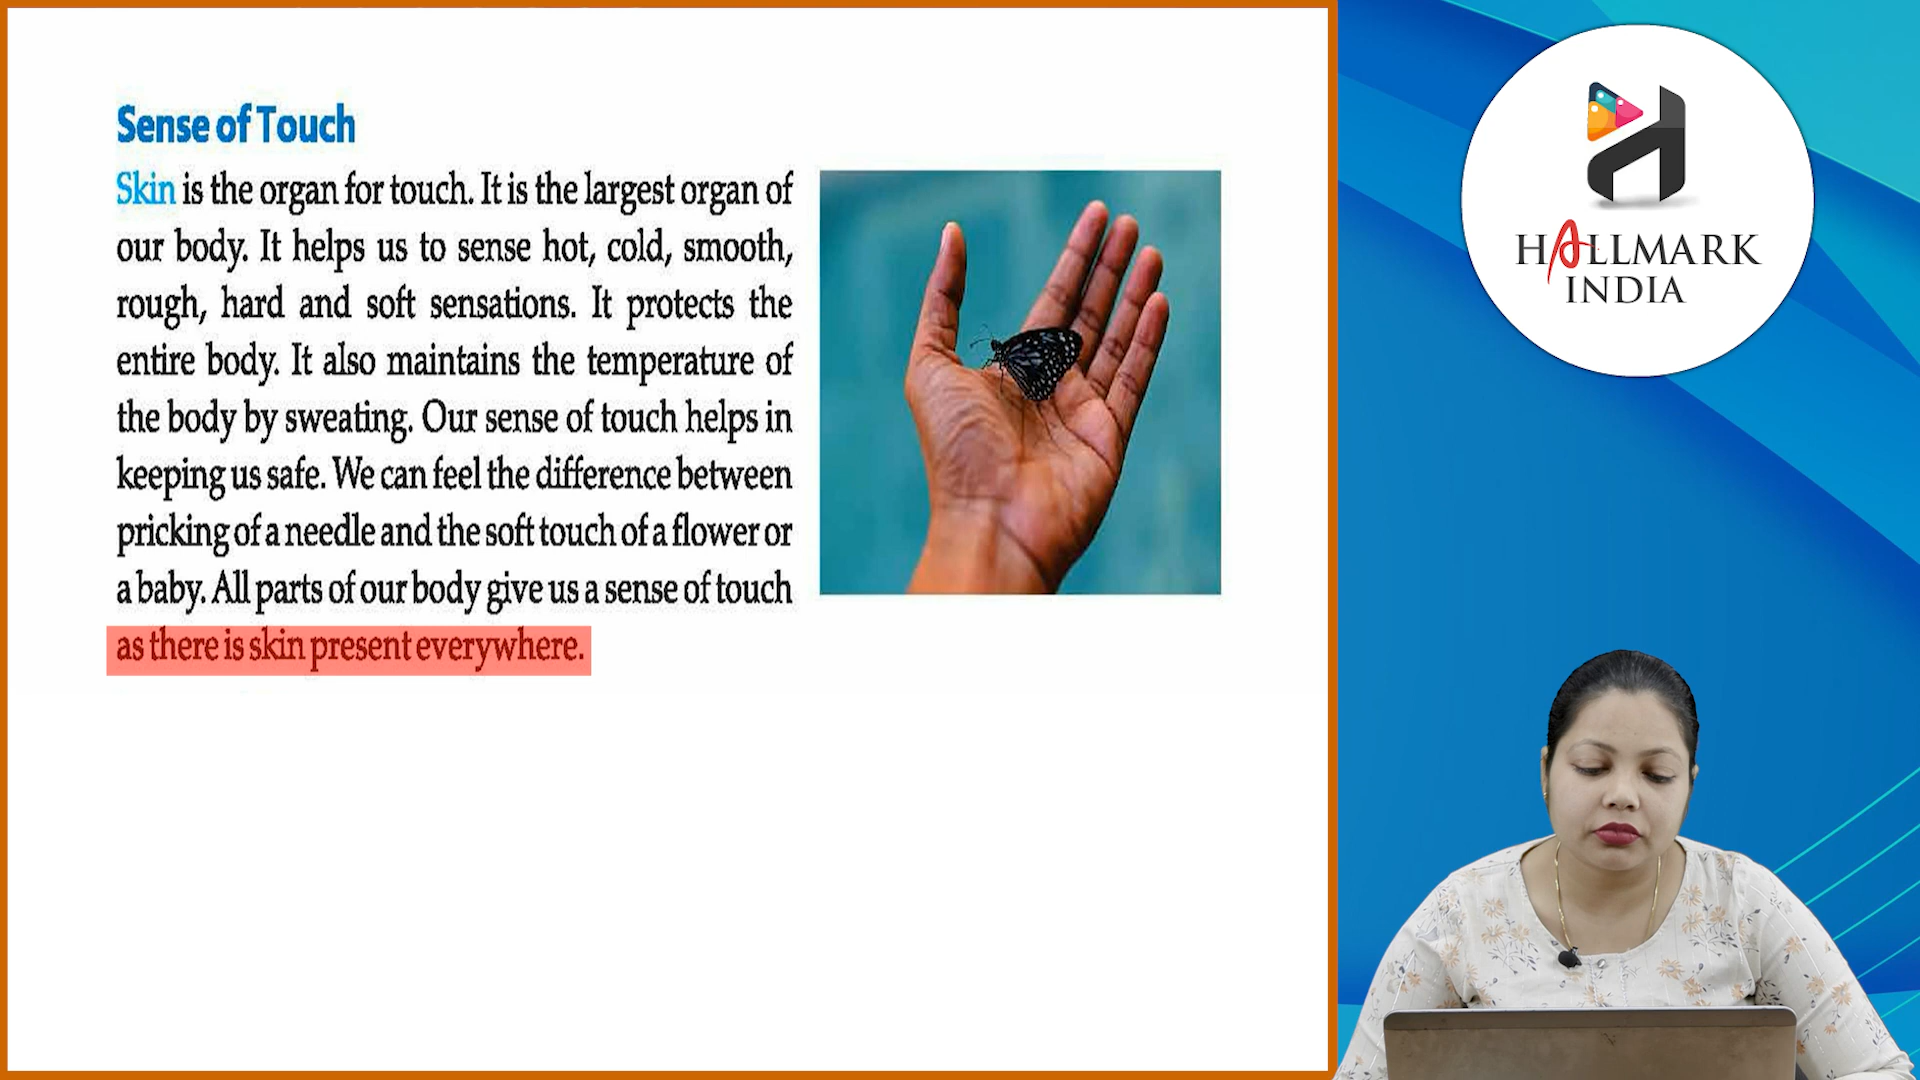 Sense of Touch
Skin is the organ for touch. It is the largest organ of
our body. It helps us to sense hot, cold, smooth,
rough, hard and soft sensations. It protects the
entire body. It also maintains the temperature of
the body by sweating. Our sense of touch helps in
keeping us safe. We can feel the difference between
pricking of a needle and the soft touch of a flower or
a baby. All parts of our body give us a sense of touch
as there is skin present everywhere.
HALLMARK
INDIA